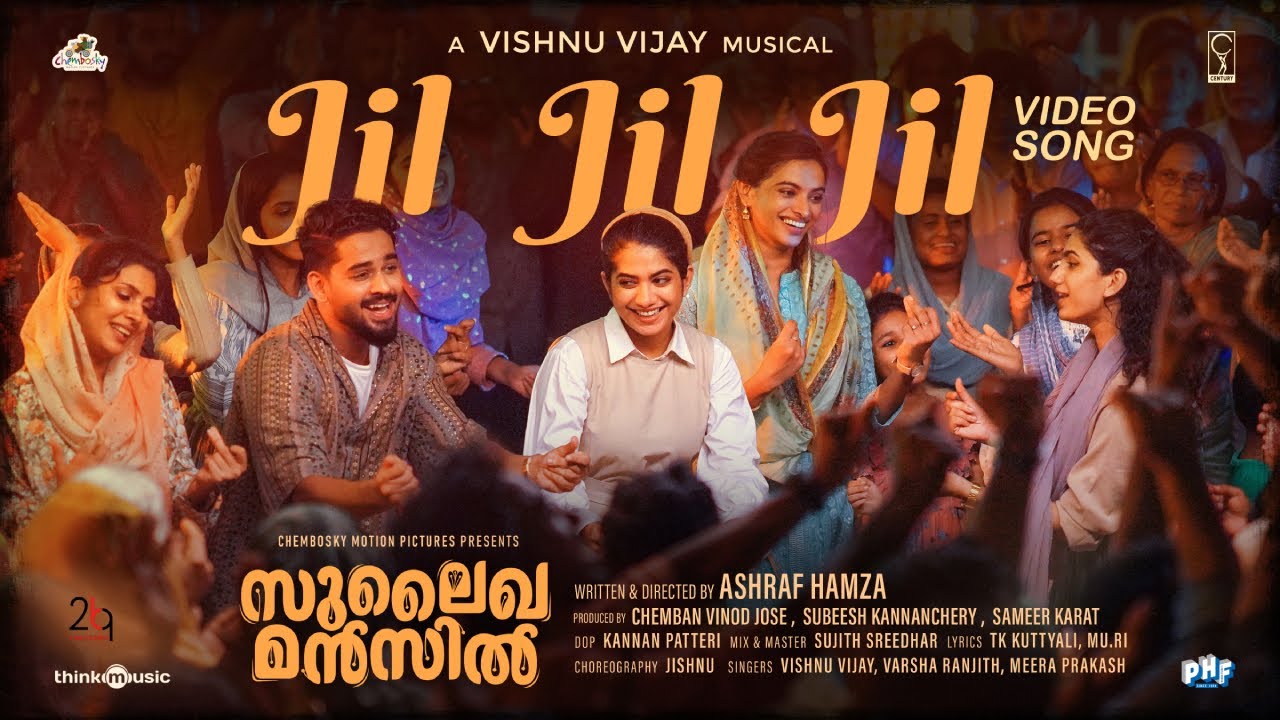 Chembosky
A VISHNU VIJAY MUSICAL
CENTURY
Jil Jil Jil
VIDEO SONG
CHEMBOSKY MOTION PICTURES PRESENTS
സുലൈഖ
മൻസിൽ
WRITTEN & DIRECTED BY ASHRAF HAMZA
PRODUCED BY CHEMBAN VINOD JOSE , SUBEESH KANNANCHERY , SAMEER KARAT
DOP KANNAN PATTERI MIX & MASTER SUJITH SREEDHAR LYRICS TK KUTTYALI, MU.RI
CHOREOGRAPHY JISHNU SINGERS VISHNU VIJAY, VARSHA RANJITH, MEERA PRAKASH
think music
PHF